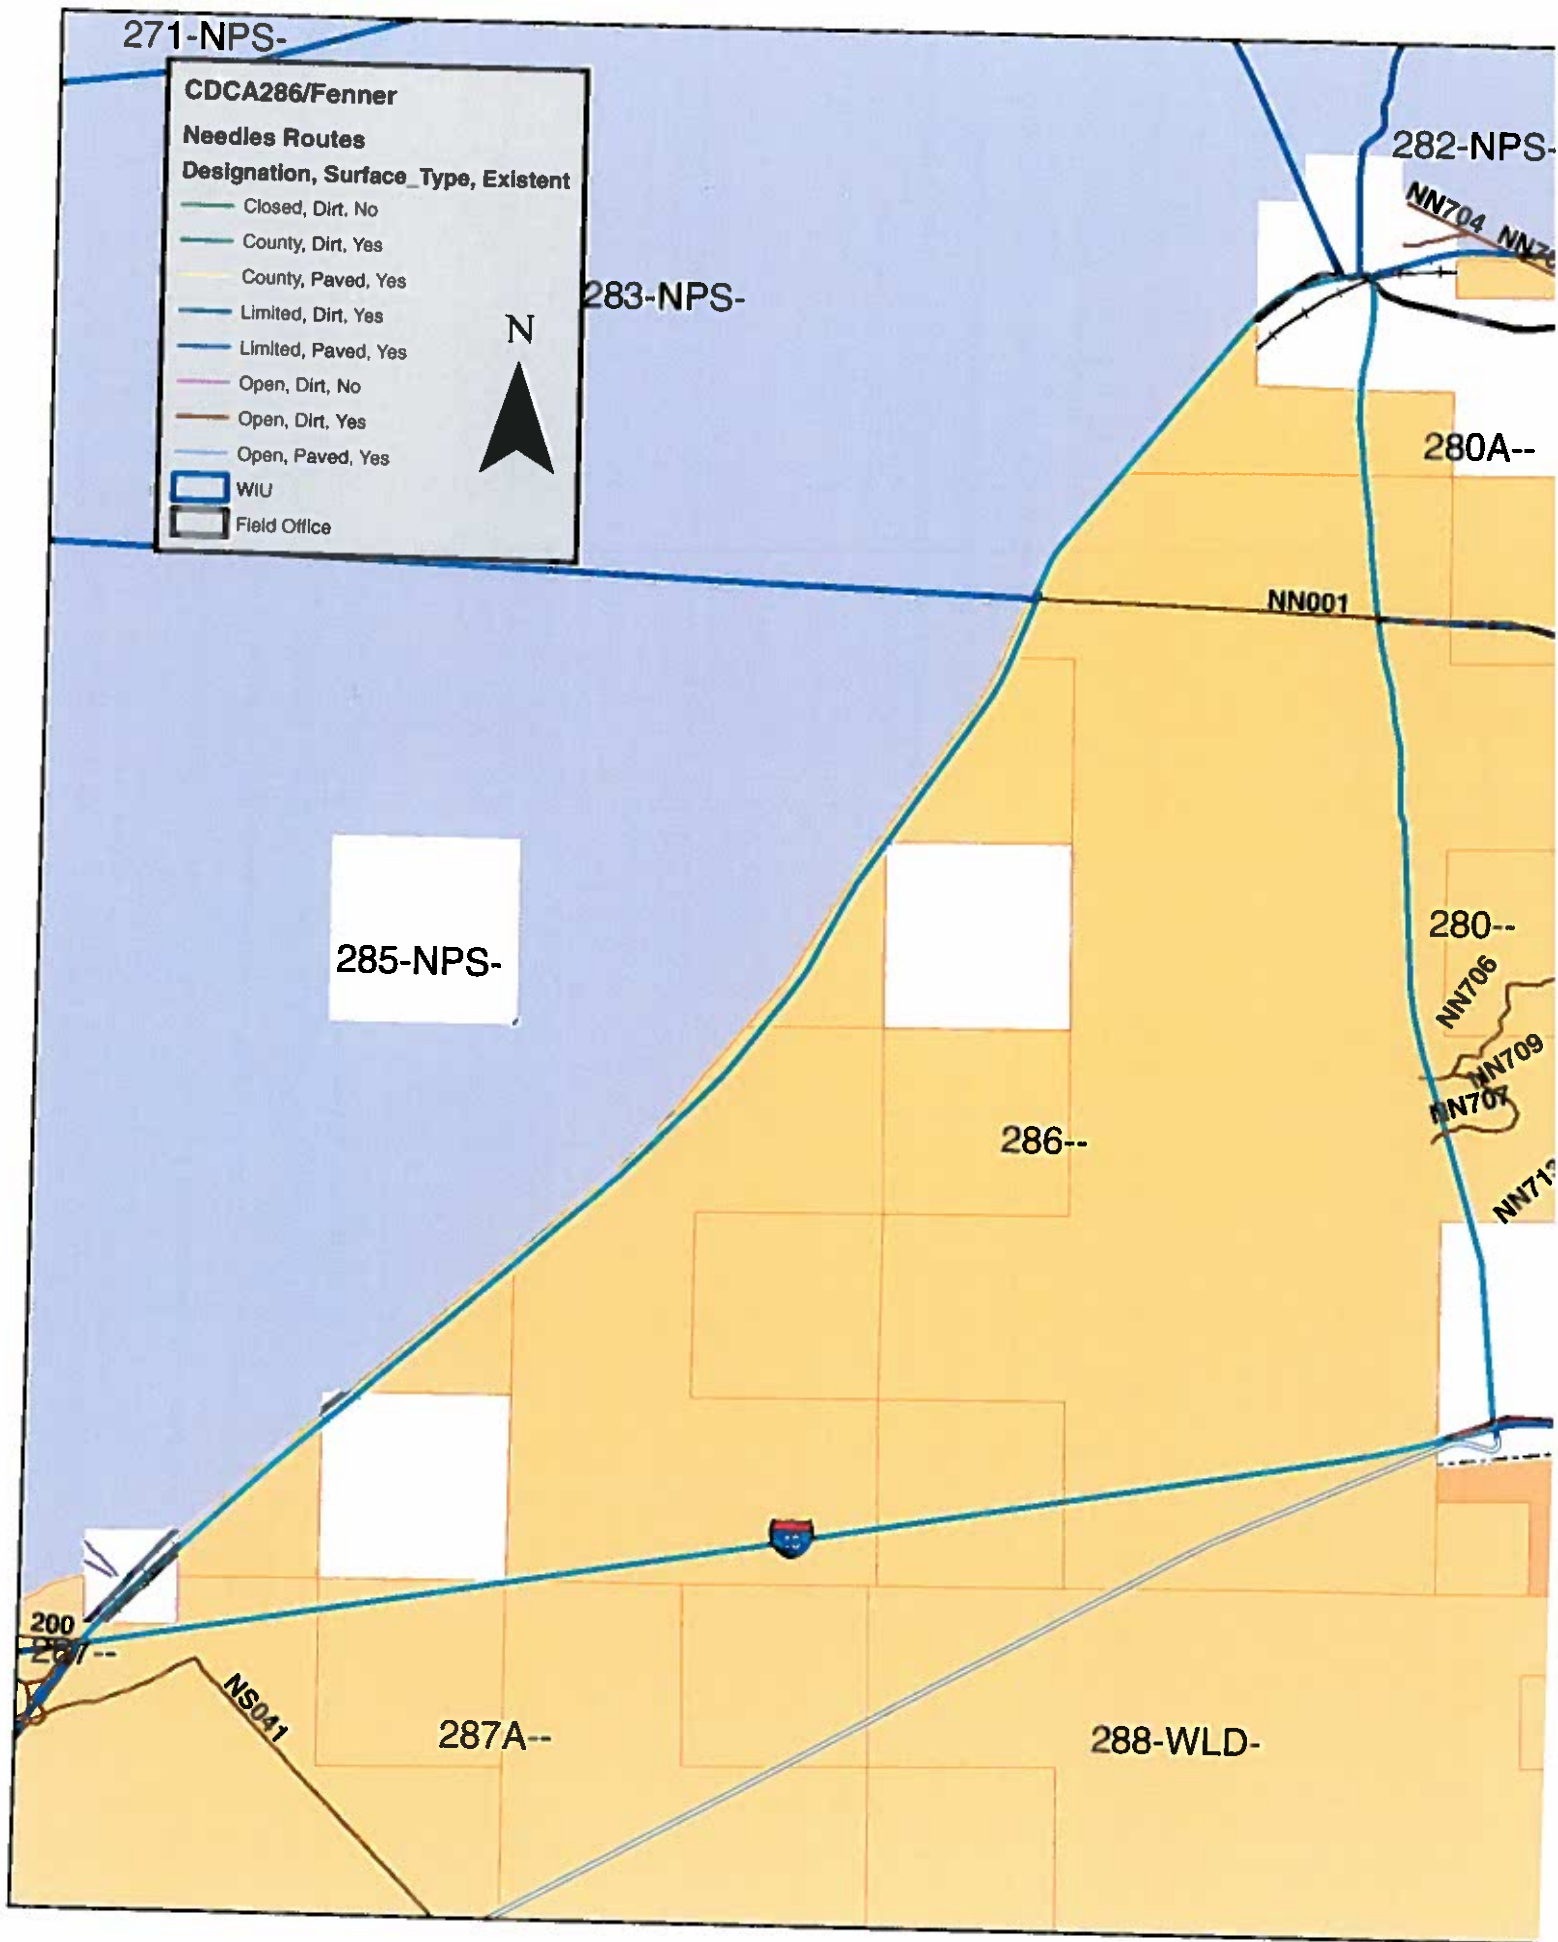 271-NPS-
CDCA286/Fenner
Needles Routes
Designation, Surface_Type, Existent
Closed, Dirt, No
County, Dirt, Yes
County, Paved, Yes
Limited, Dirt, Yes
Limited, Paved, Yes
Open, Dirt, No
Open, Dirt, Yes
Open, Paved, Yes
WIU
Field Office
N
282-NPS-
NN704
283-NPS-
280A--
NN001
285-NPS-
280--
NN706
NN709
NN707
286--
NN713
200
NS041
287A--
288-WLD-